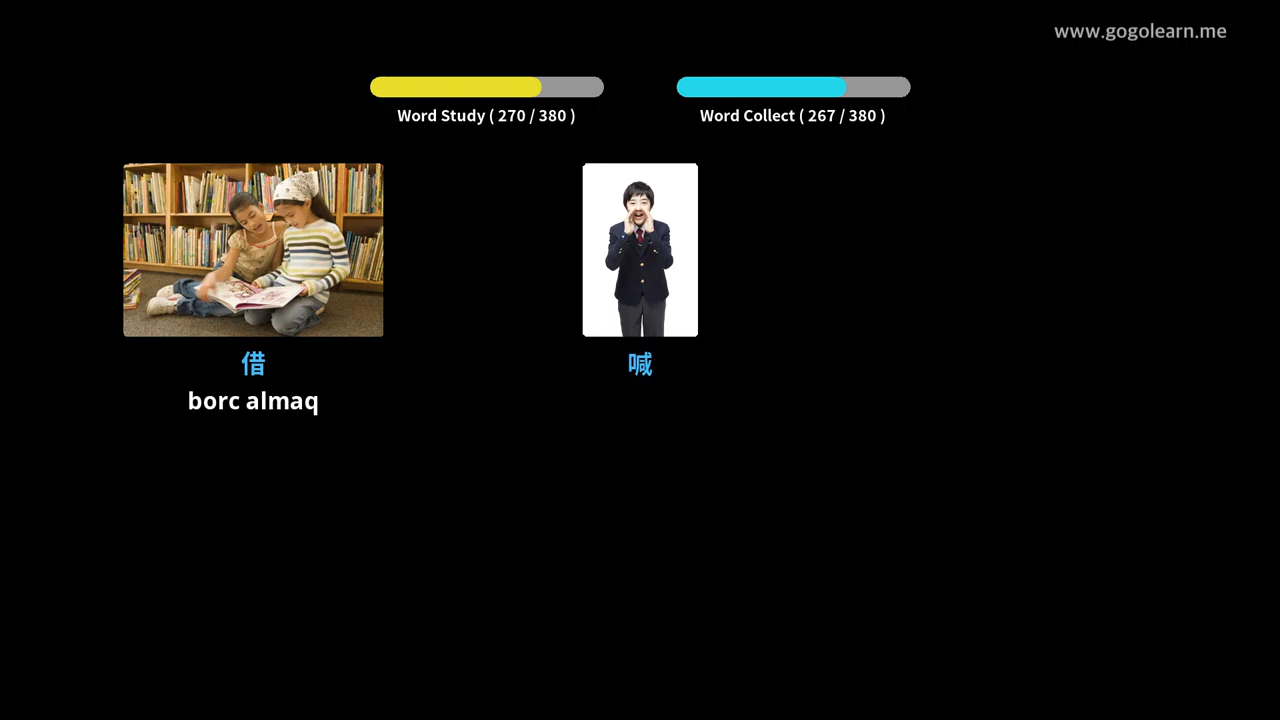 www.gogolearn.me
Word Study ( 270 / 380 )
Word Collect ( 267 / 380 )
借
喊
borc almaq